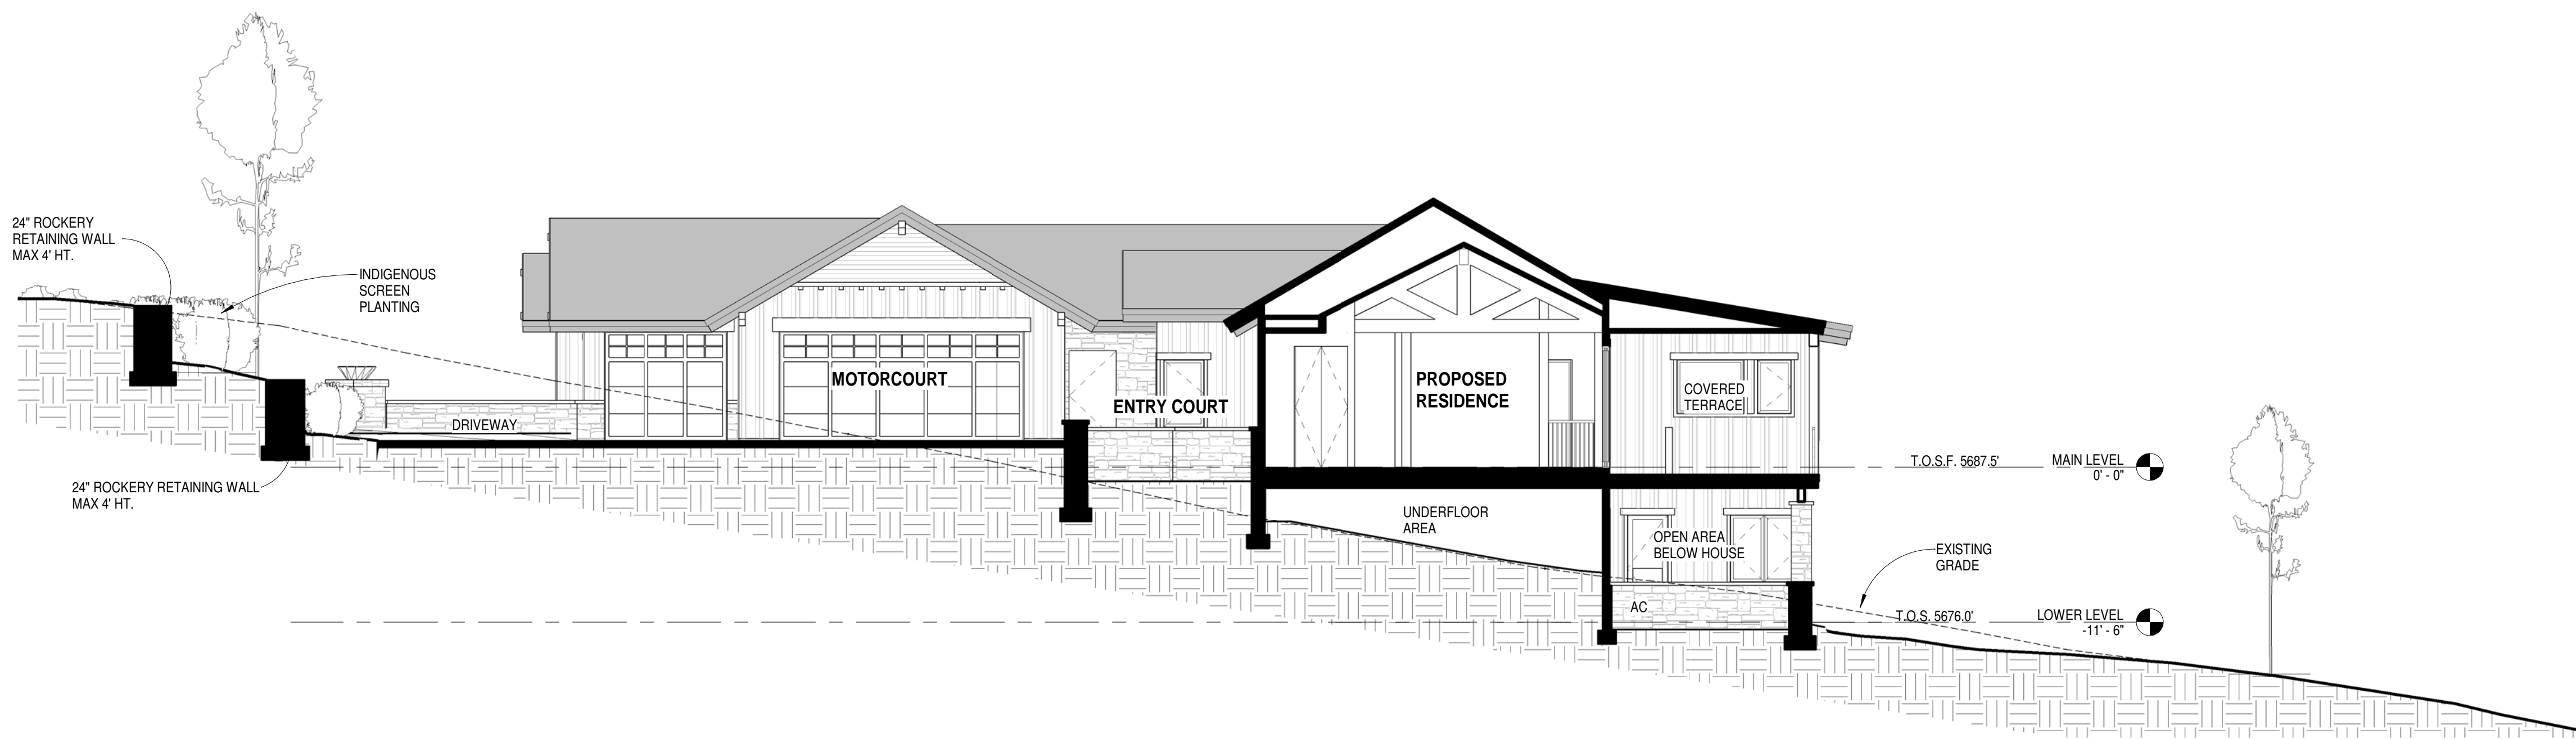 24" ROCKERY
RETAINING WALL
MAX 4' HT.
INDIGENOUS
SCREEN
PLANTING
24" ROCKERY RETAINING WALL
MAX 4' HT.
DRIVEWAY
MOTORCOURT
ENTRY COURT
PROPOSED
RESIDENCE
COVERED
TERRACE
UNDERFLOOR
AREA
OPEN AREA
BELOW HOUSE
AC
T.O.S.F. 5687.5'
MAIN LEVEL
0' - 0"
EXISTING
GRADE
T.O.S. 5676.0'
LOWER LEVEL
-11' - 6"